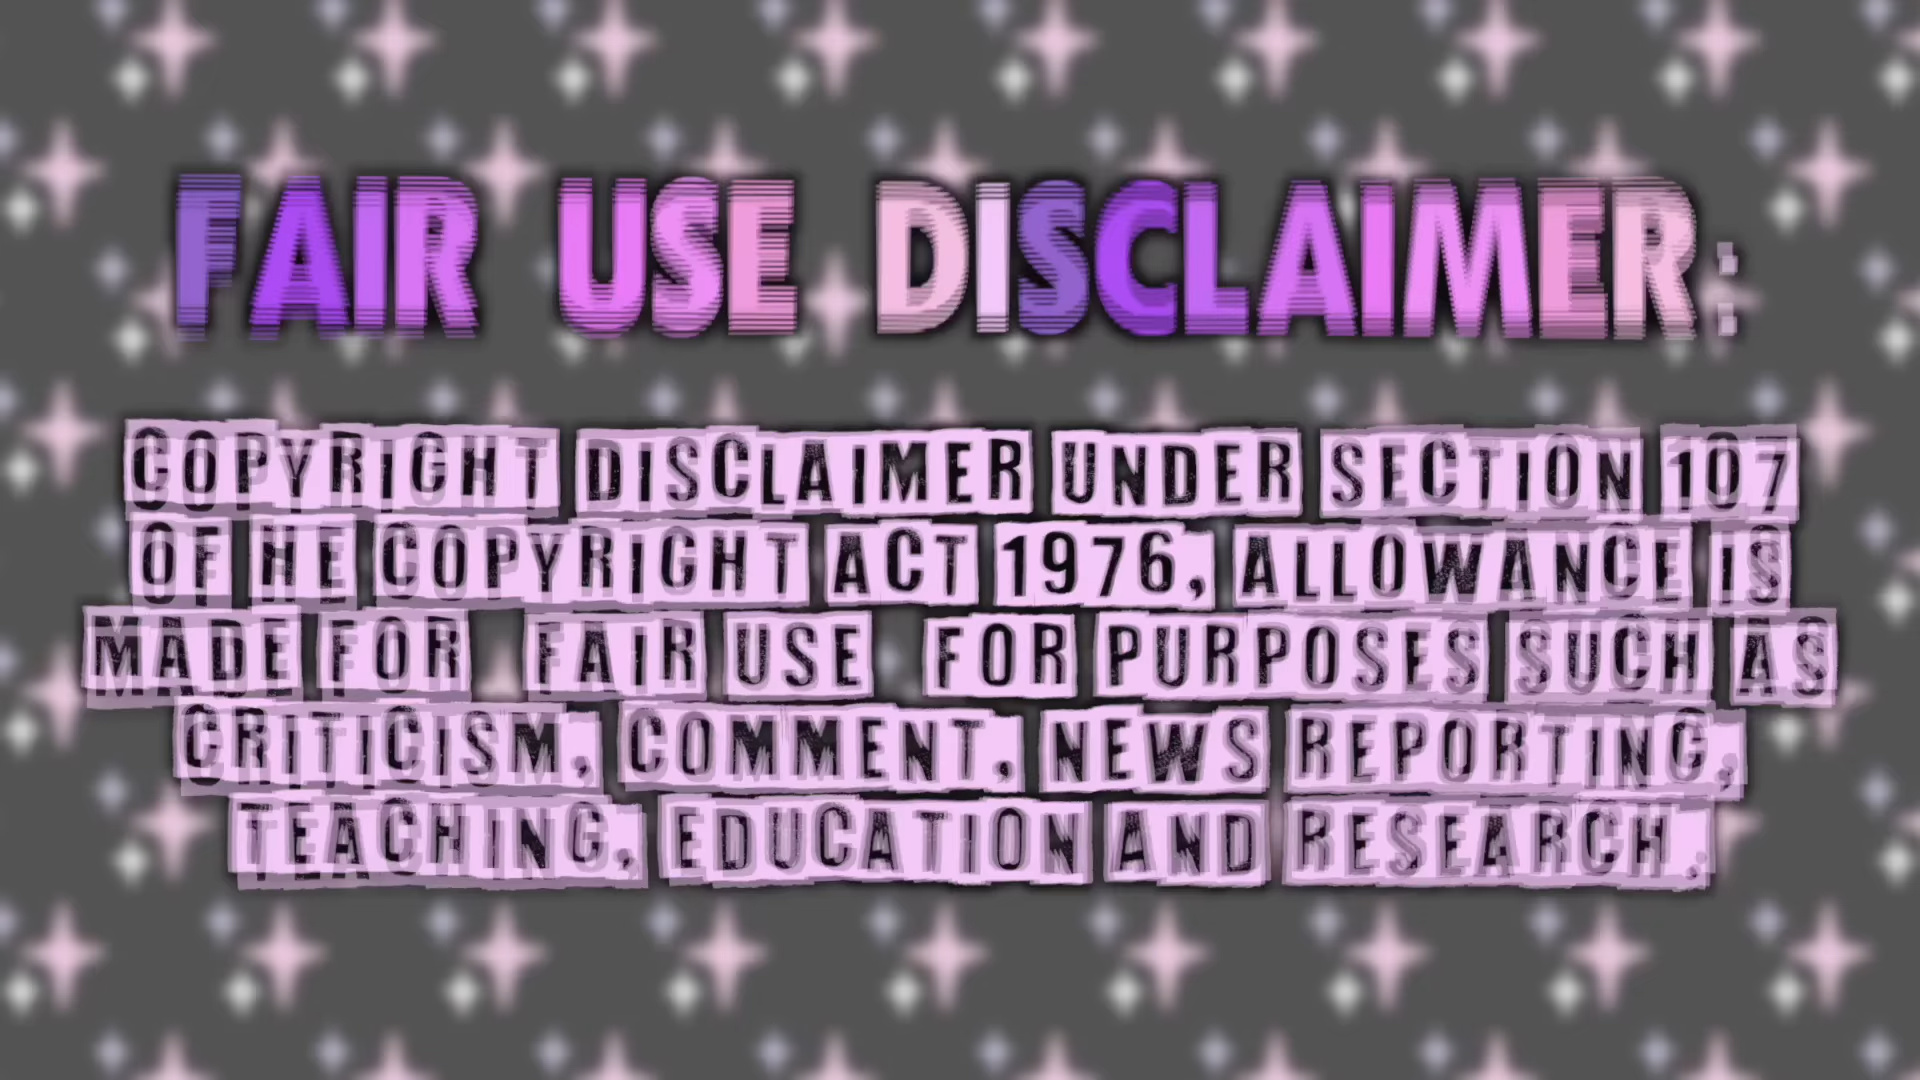 FAIR USE DISCLAIMER:
COPYRIGHT DISCLAIMER UNDER SECTION 107
OF HE COPYRIGHT ACT 1976, ALLOWANCE IS
MADE FOR FAIR USE FOR PURPOSES SUCH AS
CRITICISM, COMMENT, NEWS REPORTING,
TEACHING, EDUCATION AND RESEARCH.